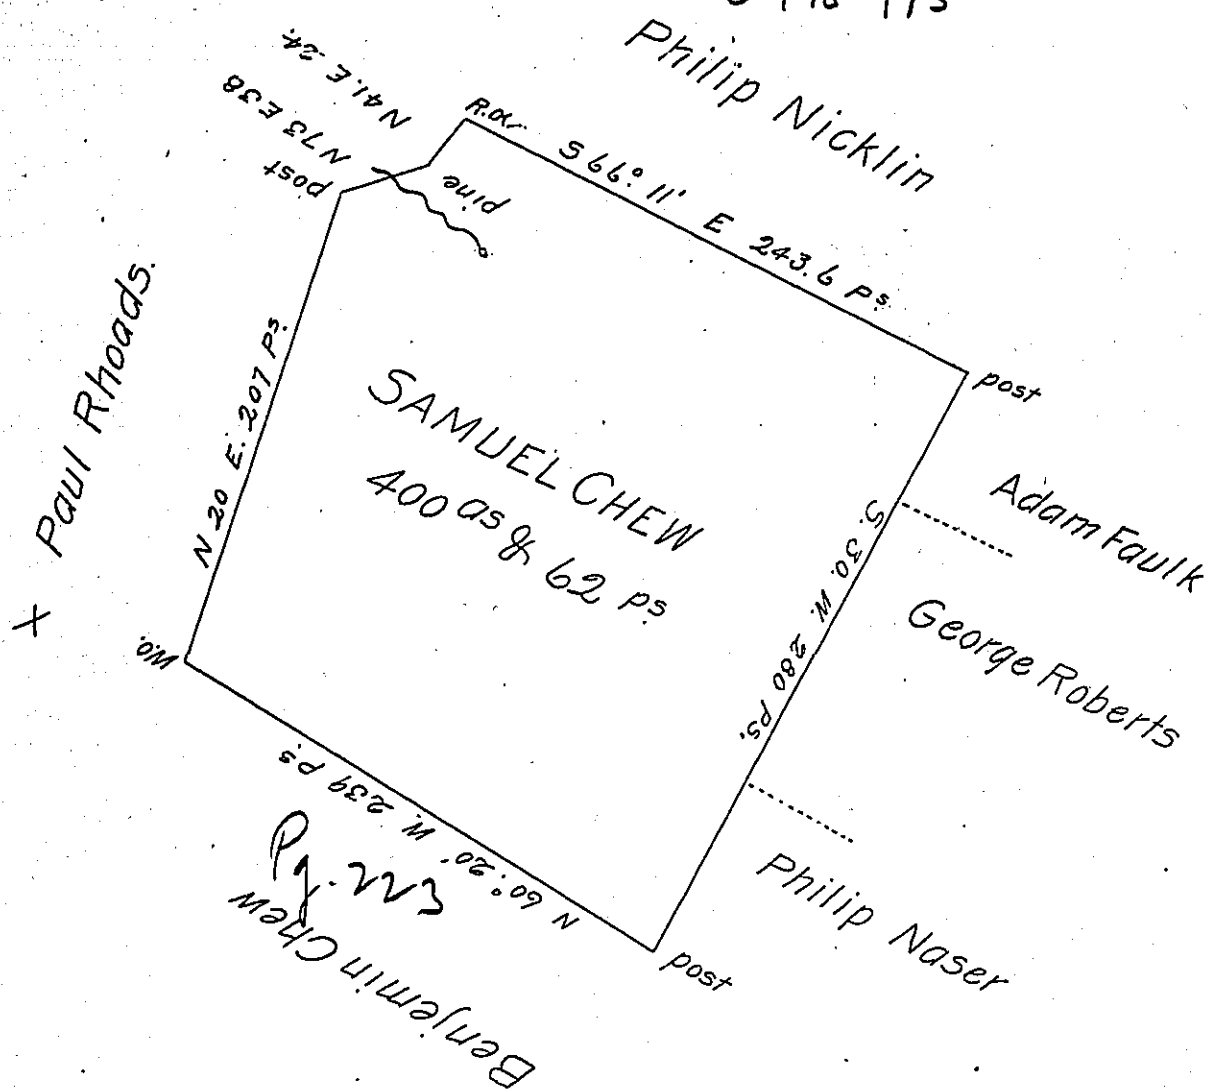 Philip Nicklin
N 41. E 24.
N 73 E 38
post
pine
R.Ok.
S 66° 11' E 243.6 Ps.
post
Paul Rhoads.
X
N 20 E. 207 Ps.
SAMUEL CHEW
400 as & 62 ps
S. 30. W. 280 Ps.
Adam Faulk
George Roberts
W.O.
N 60°. 20'. W. 239 Ps
Pg. 223
Benjemin Chew
post
Philip Naser